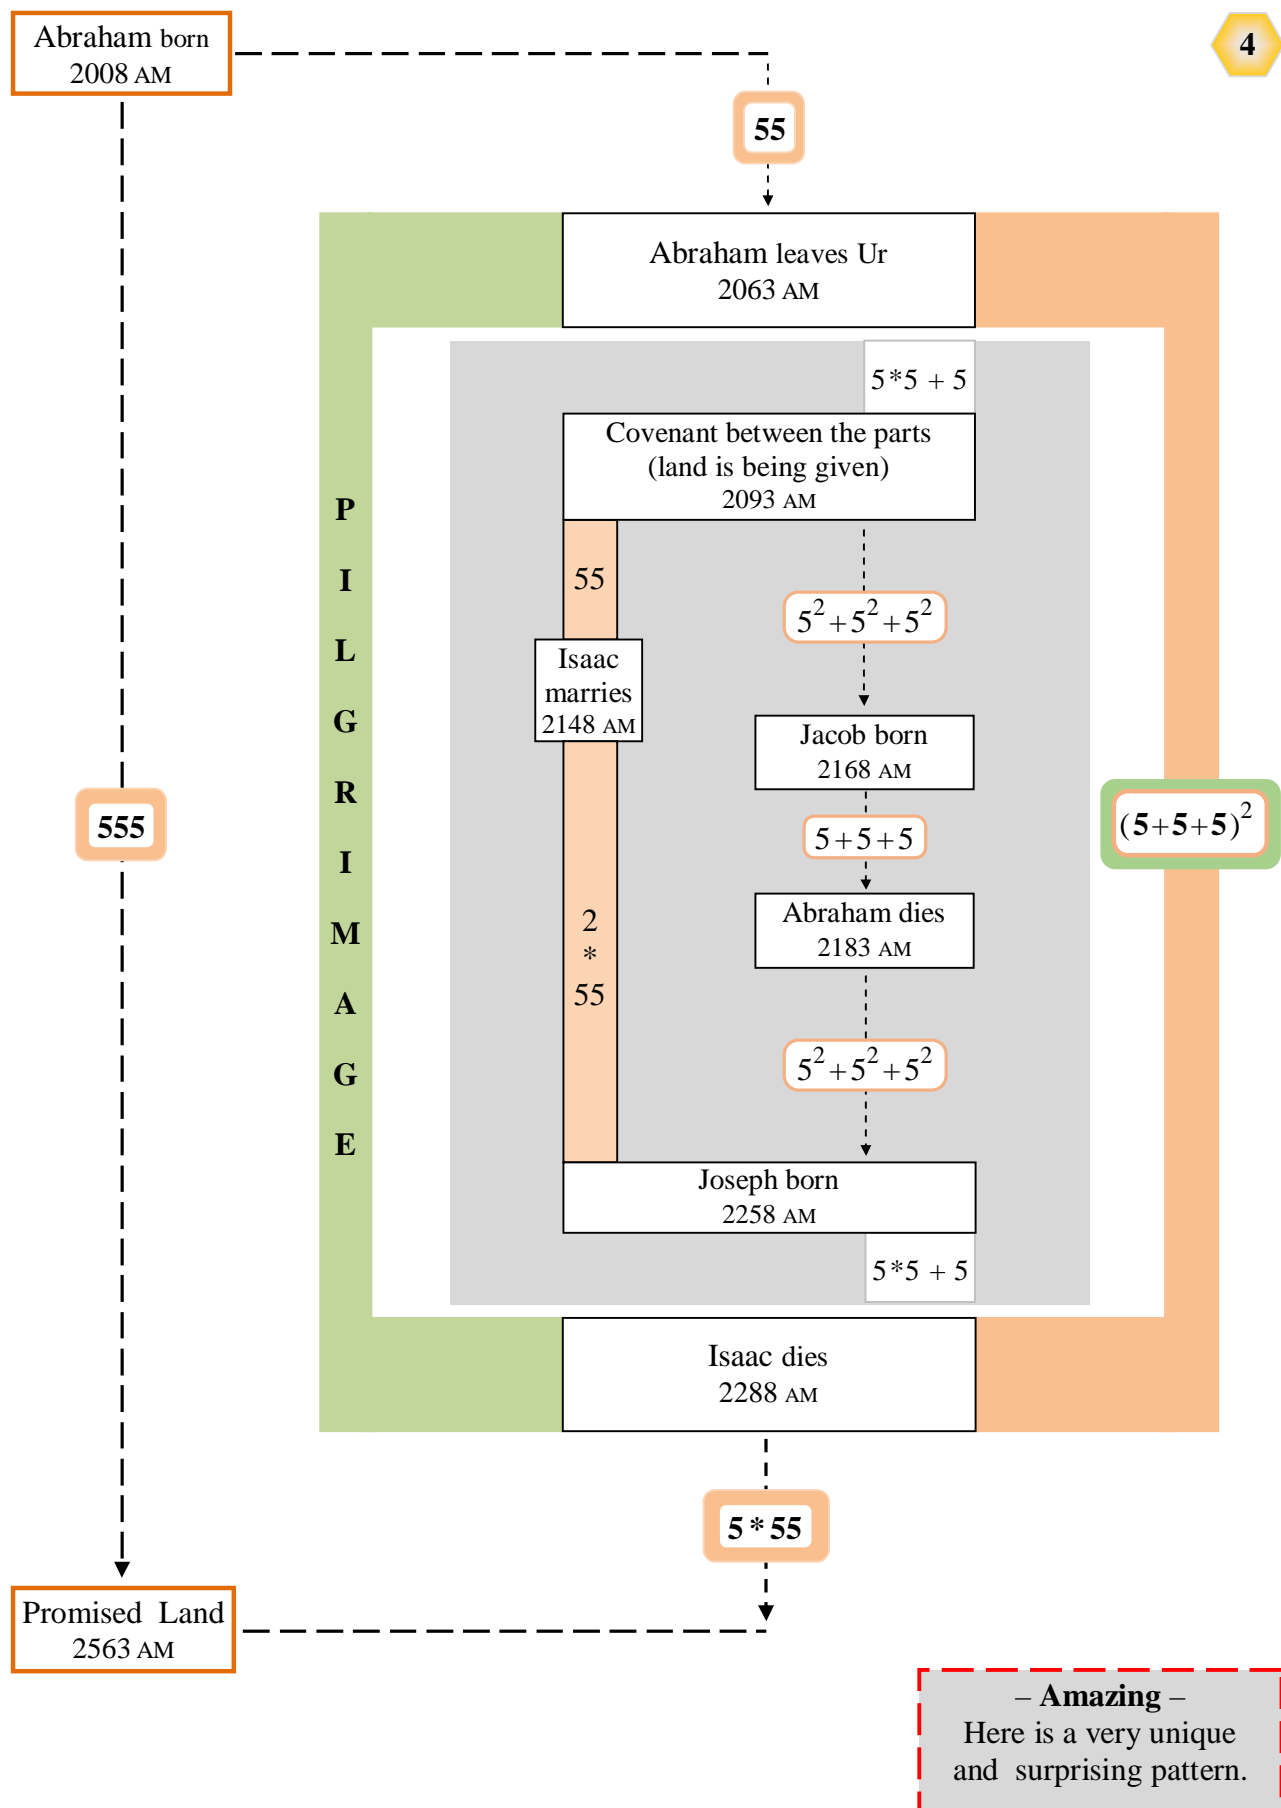 Abraham born
2008 AM
4
55
Abraham leaves Ur
2063 AM
5*5 + 5
Covenant between the parts
(land is being given)
2093 AM
P
I
L
G
R
I
M
A
G
E
55
5² + 5² + 5²
Isaac
marries
2148 AM
Jacob born
2168 AM
555
5 + 5 + 5
(5+5+5)²
Abraham dies
2183 AM
2
*
55
5² + 5² + 5²
Joseph born
2258 AM
5*5 + 5
Isaac dies
2288 AM
5 * 55
Promised Land
2563 AM
– Amazing –
Here is a very unique
and surprising pattern.